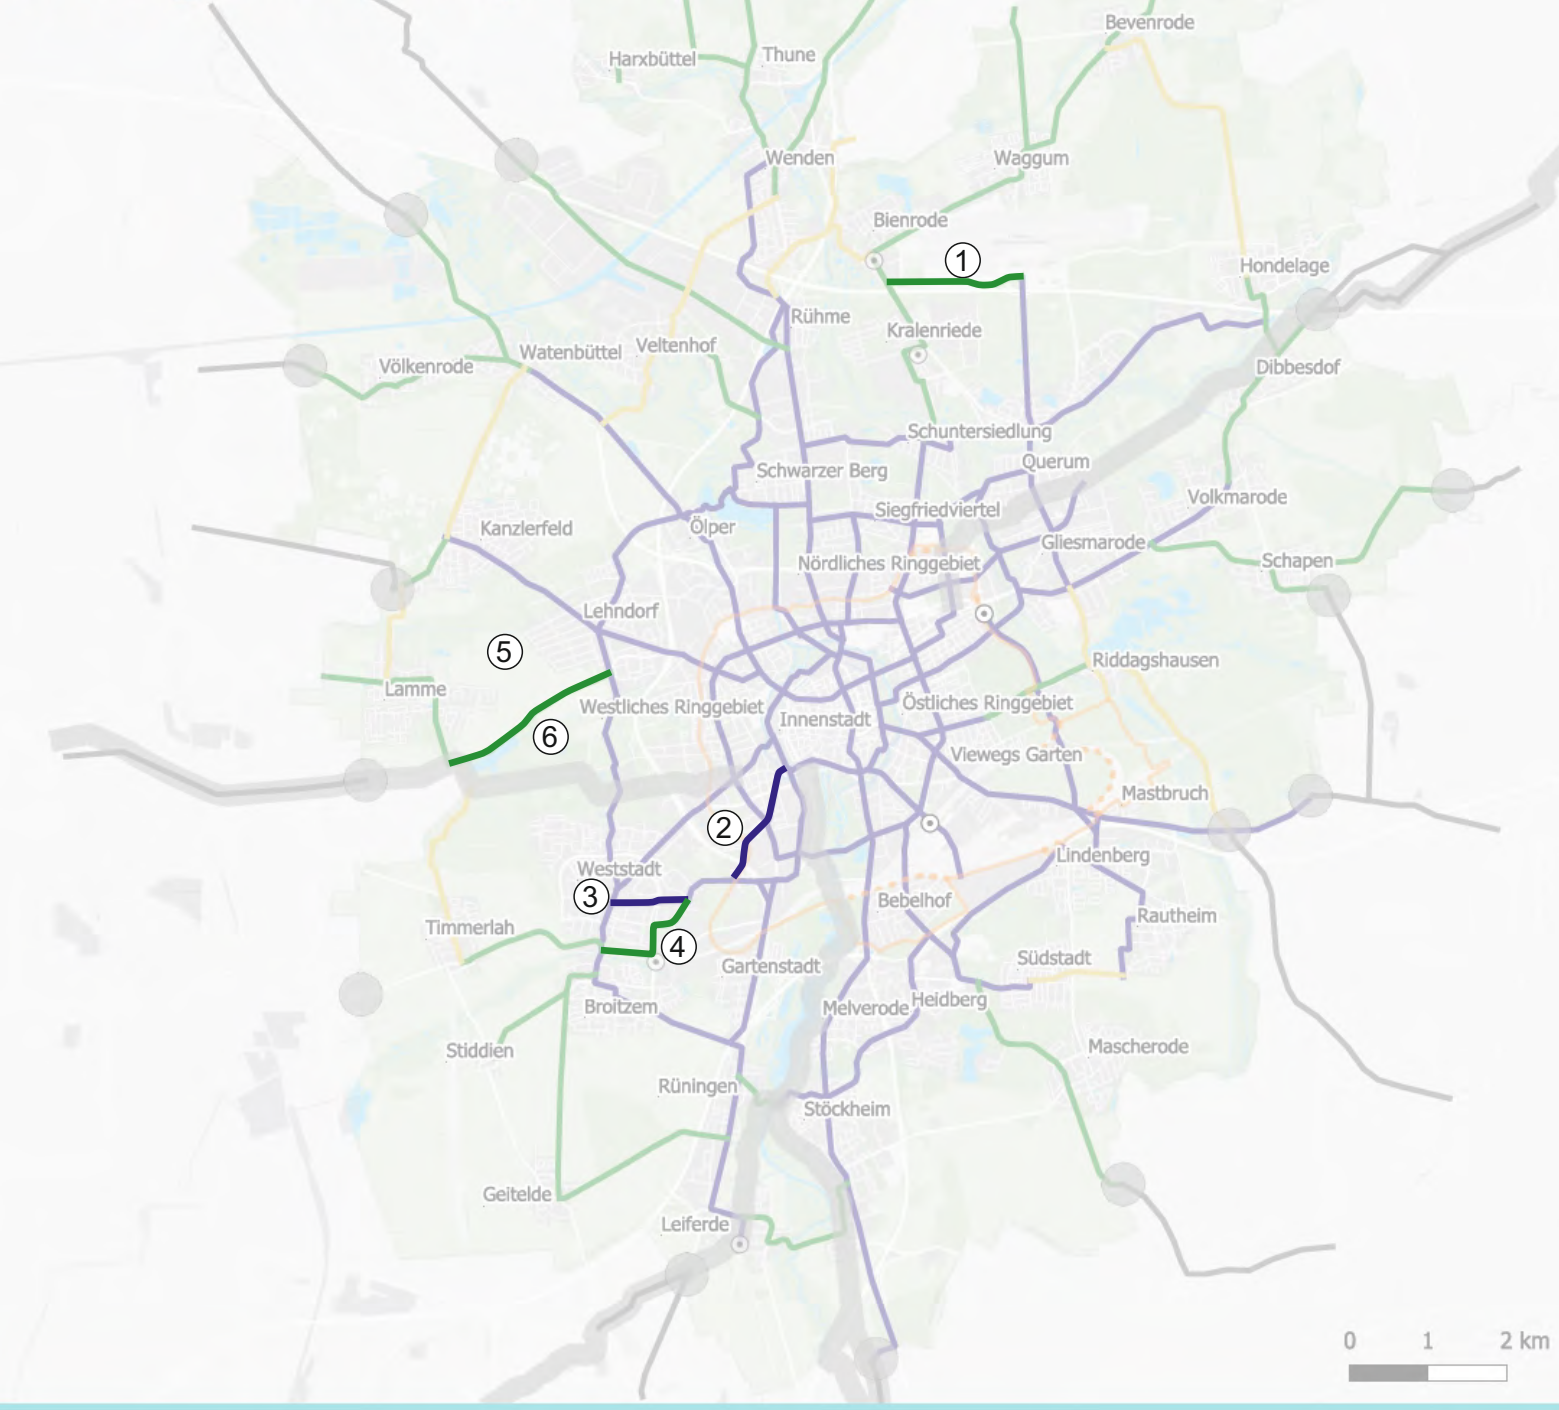 Bevenrode
Harxbüttel
Thune
Wenden
Waggum
Bienrode
1
Hondelage
Rühme
Kralenriede
Veltenhof
Watenbüttel
Völkenrode
Dibbesdorf
Schuntersiedlung
Querum
Schwarzer Berg
Volkmarode
Siegfriedviertel
Kanzlerfeld
Ölper
Gliesmarode
Nördliches Ringgebiet
Schapen
Lehndorf
5
Riddagshausen
Lamme
Westliches Ringgebiet
Östliches Ringgebiet
Innenstadt
6
Viewegs Garten
Mastbruch
2
Lindenberg
Weststadt
3
Bebelhof
Rautheim
Timmerlah
4
Südstadt
Gartenstadt
Heidberg
Broitzem
Melverode
Mascherode
Stiddien
Rüningen
Stöckheim
Geitelde
Leiferde
0 1 2 km